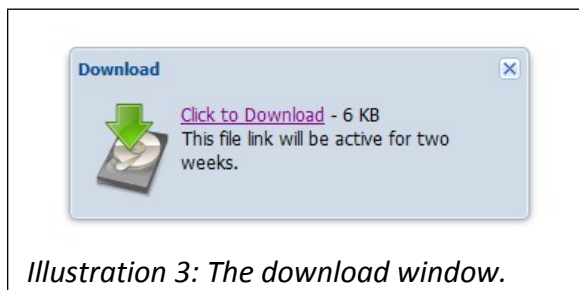 Download
Click to Download - 6 KB
This file link will be active for two
weeks.
Illustration 3: The download window.